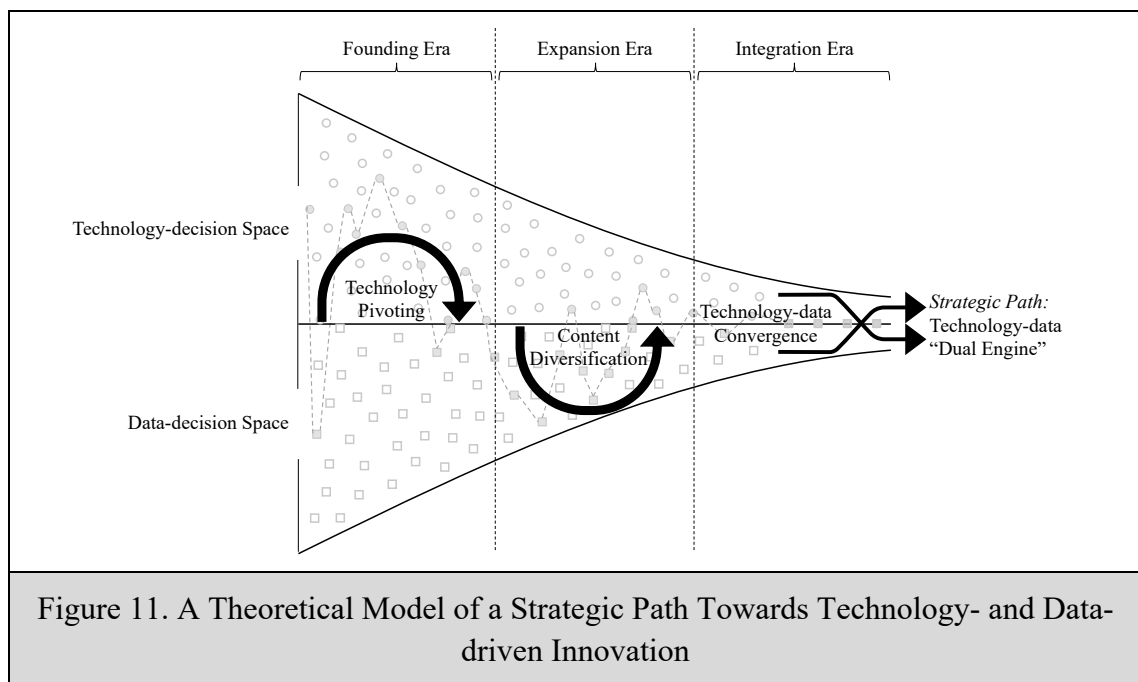 Founding Era
Expansion Era
Integration Era
Technology-decision Space
Technology
Pivoting
Content
Diversification
Technology-data
Convergence
Strategic Path:
Technology-data
“Dual Engine”
Data-decision Space
Figure 11. A Theoretical Model of a Strategic Path Towards Technology- and Data-
driven Innovation